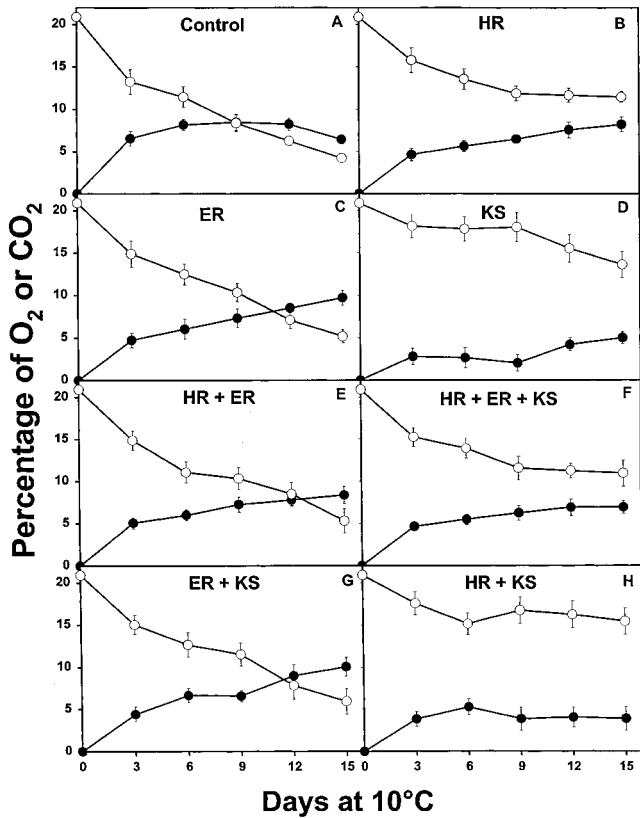 Control
A
HR
B
20
15
10
5
0
ER
C
KS
D
20
15
10
5
0
HR + ER
E
HR + ER + KS
F
20
15
10
5
0
ER + KS
G
HR + KS
H
20
15
10
5
0
0 3 6 9 12 15
0 3 6 9 12 15
Percentage of O2 or CO2
Days at 10°C